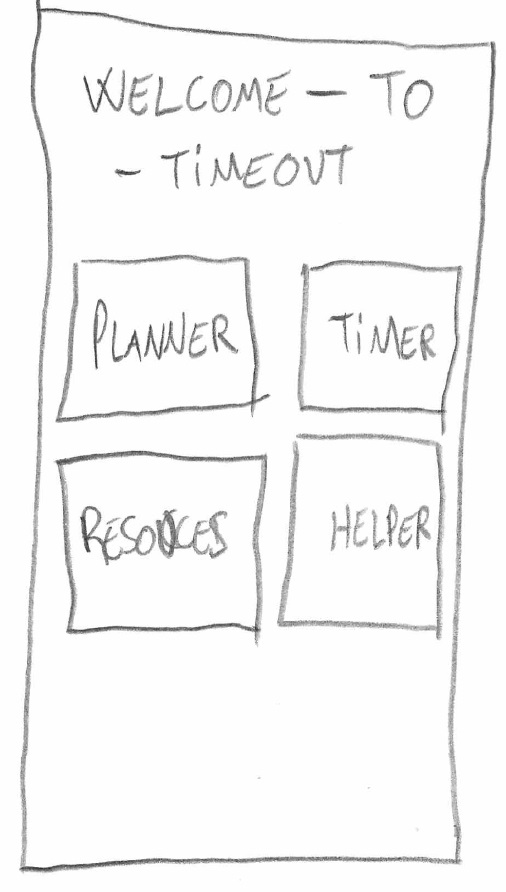 WELCOME — TO
- TIMEOUT
PLANNER
TIMER
RESOUCES
HELPER